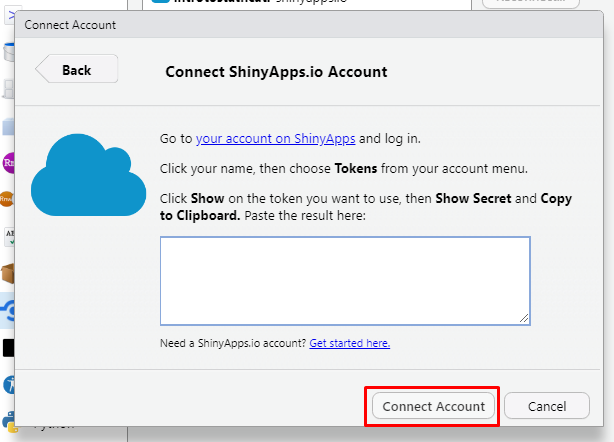 Connect Account
Back
Connect ShinyApps.io Account
Go to your account on ShinyApps and log in.
Click your name, then choose Tokens from your account menu.
Click Show on the token you want to use, then Show Secret and Copy
to Clipboard. Paste the result here:
Need a ShinyApps.io account? Get started here.
Connect Account
Cancel